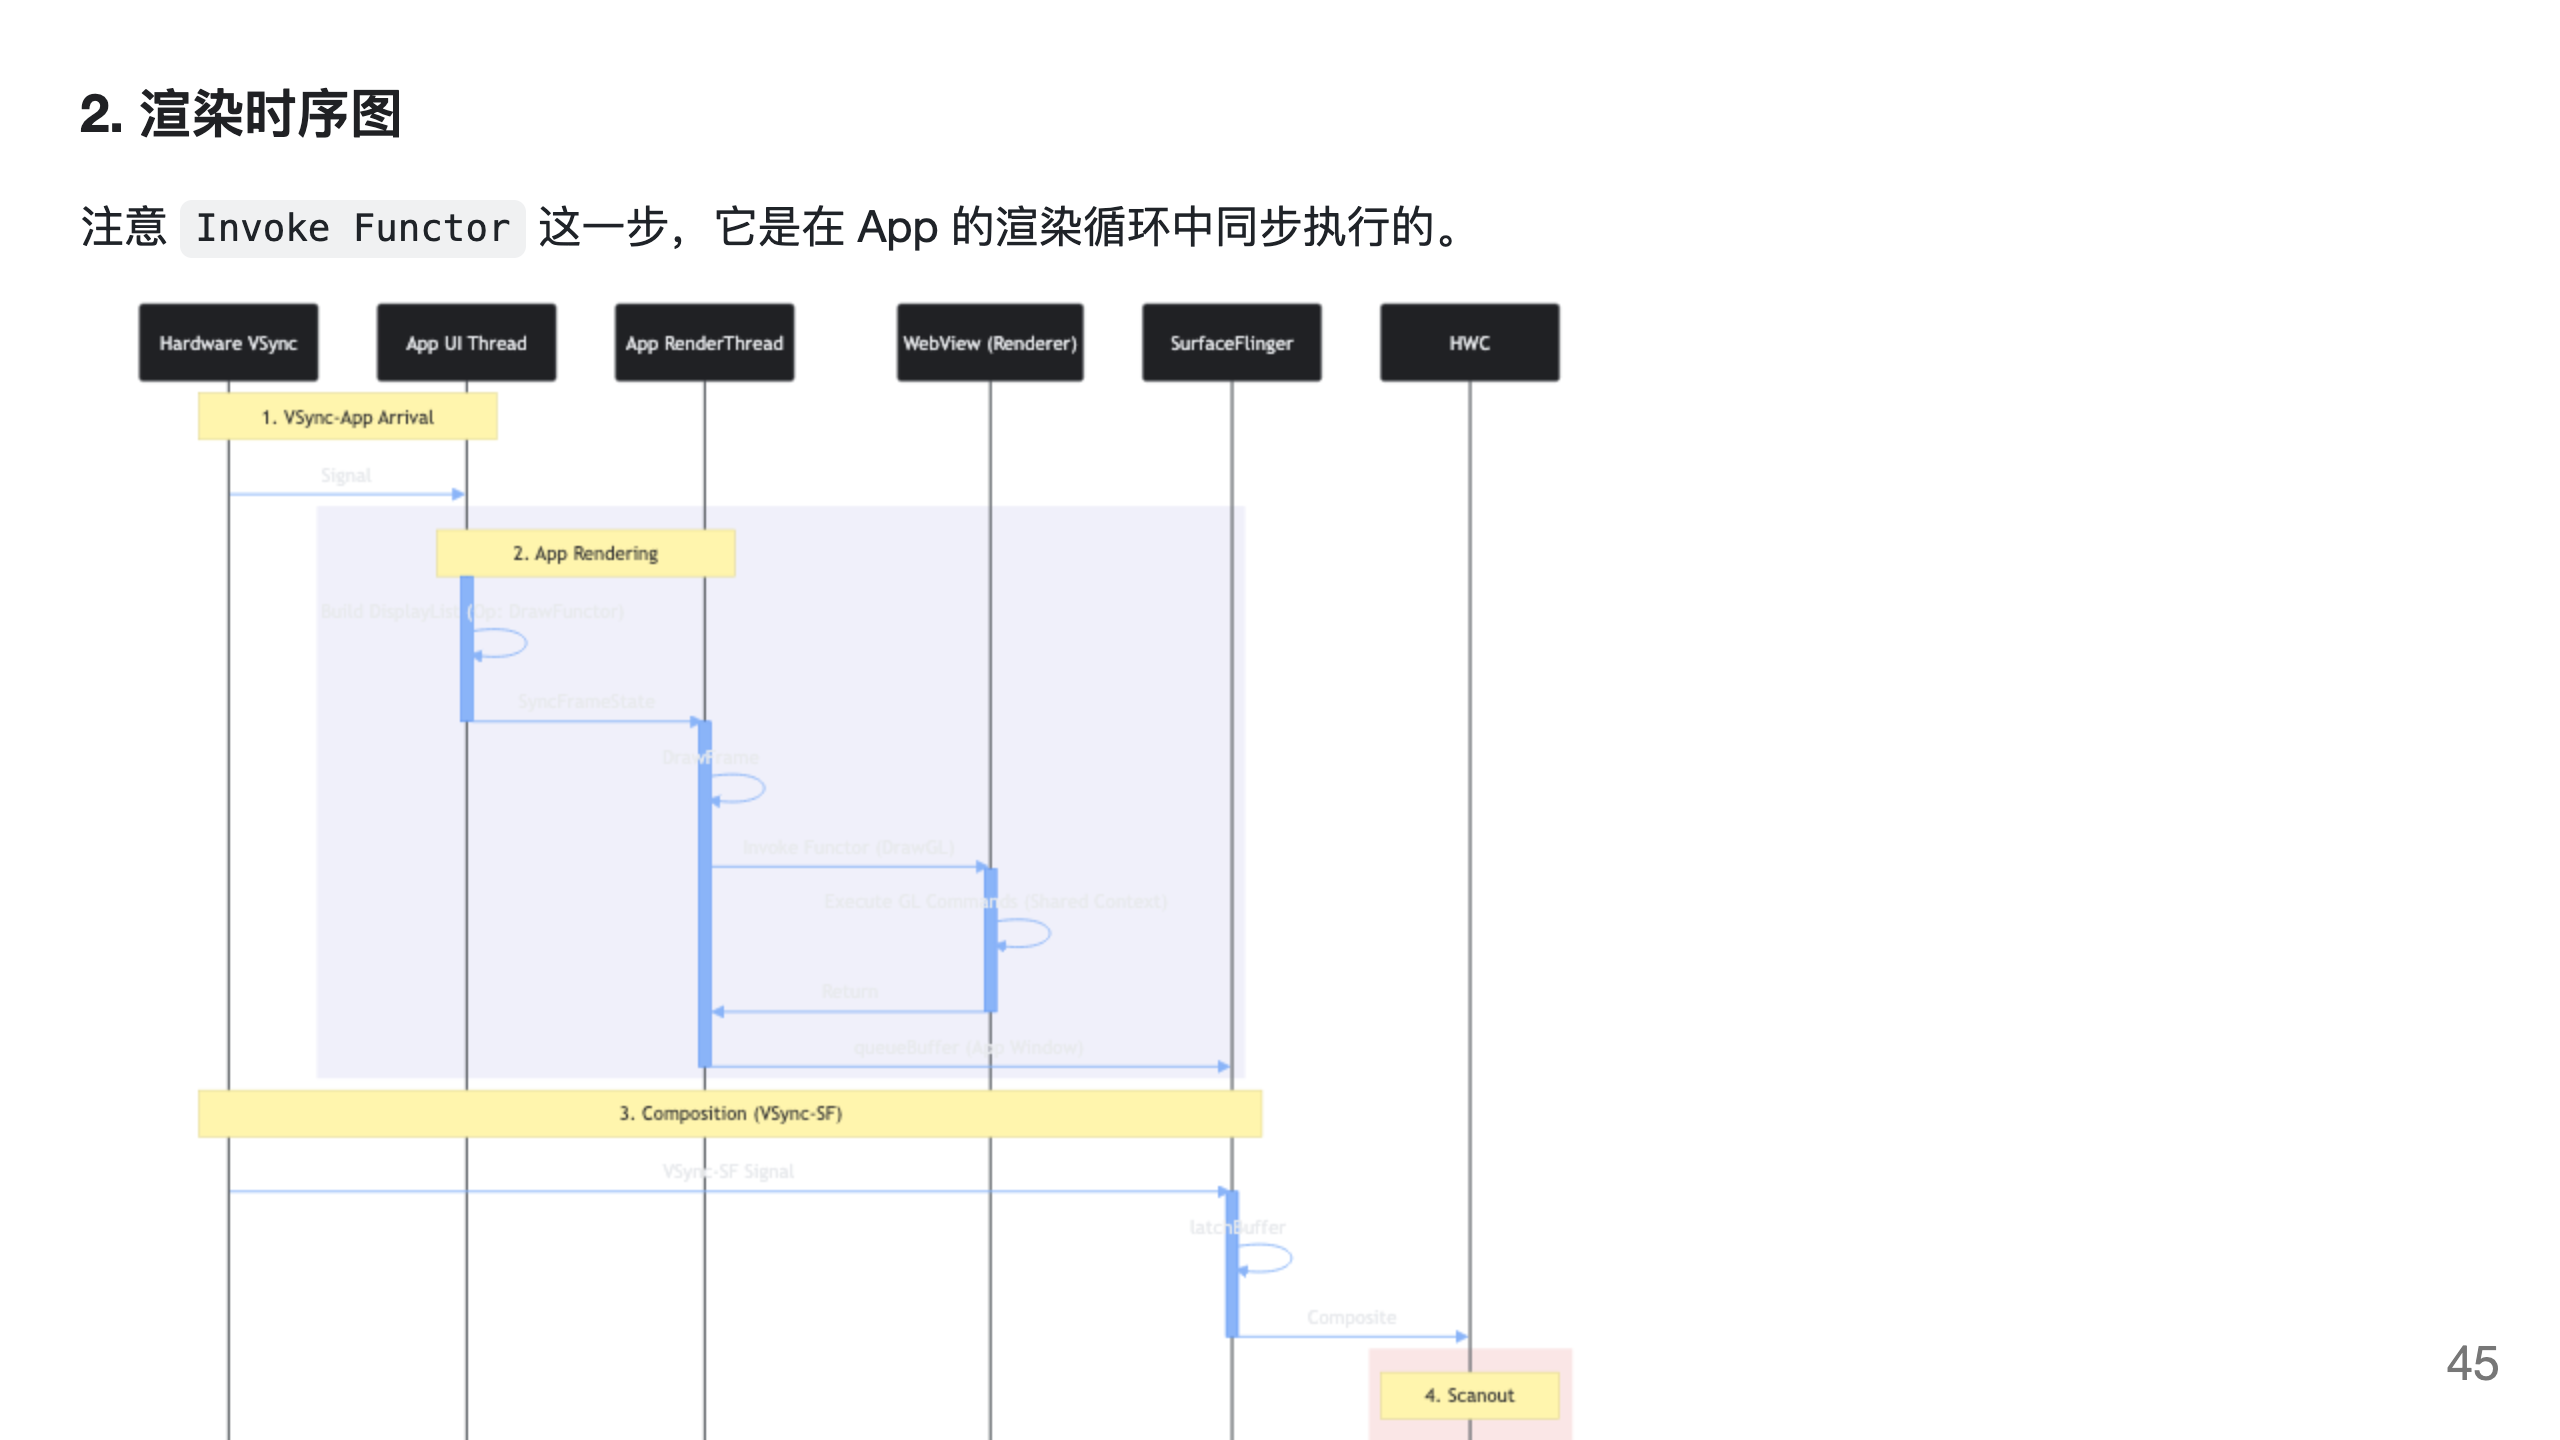 2. 渲染时序图
注意 Invoke Functor 这一步，它是在 App 的渲染循环中同步执行的。
Hardware VSync
App UI Thread
App RenderThread
WebView (Renderer)
SurfaceFlinger
HWC
1. VSync-App Arrival
Signal
2. App Rendering
Build DisplayList (Op: DrawFunctor)
SyncFrameState
DrawFrame
Invoke Functor (DrawGL)
Execute GL Commands (Shared Context)
Return
queueBuffer (App Window)
3. Composition (VSync-SF)
VSync-SF Signal
latchBuffer
Composite
4. Scanout
45